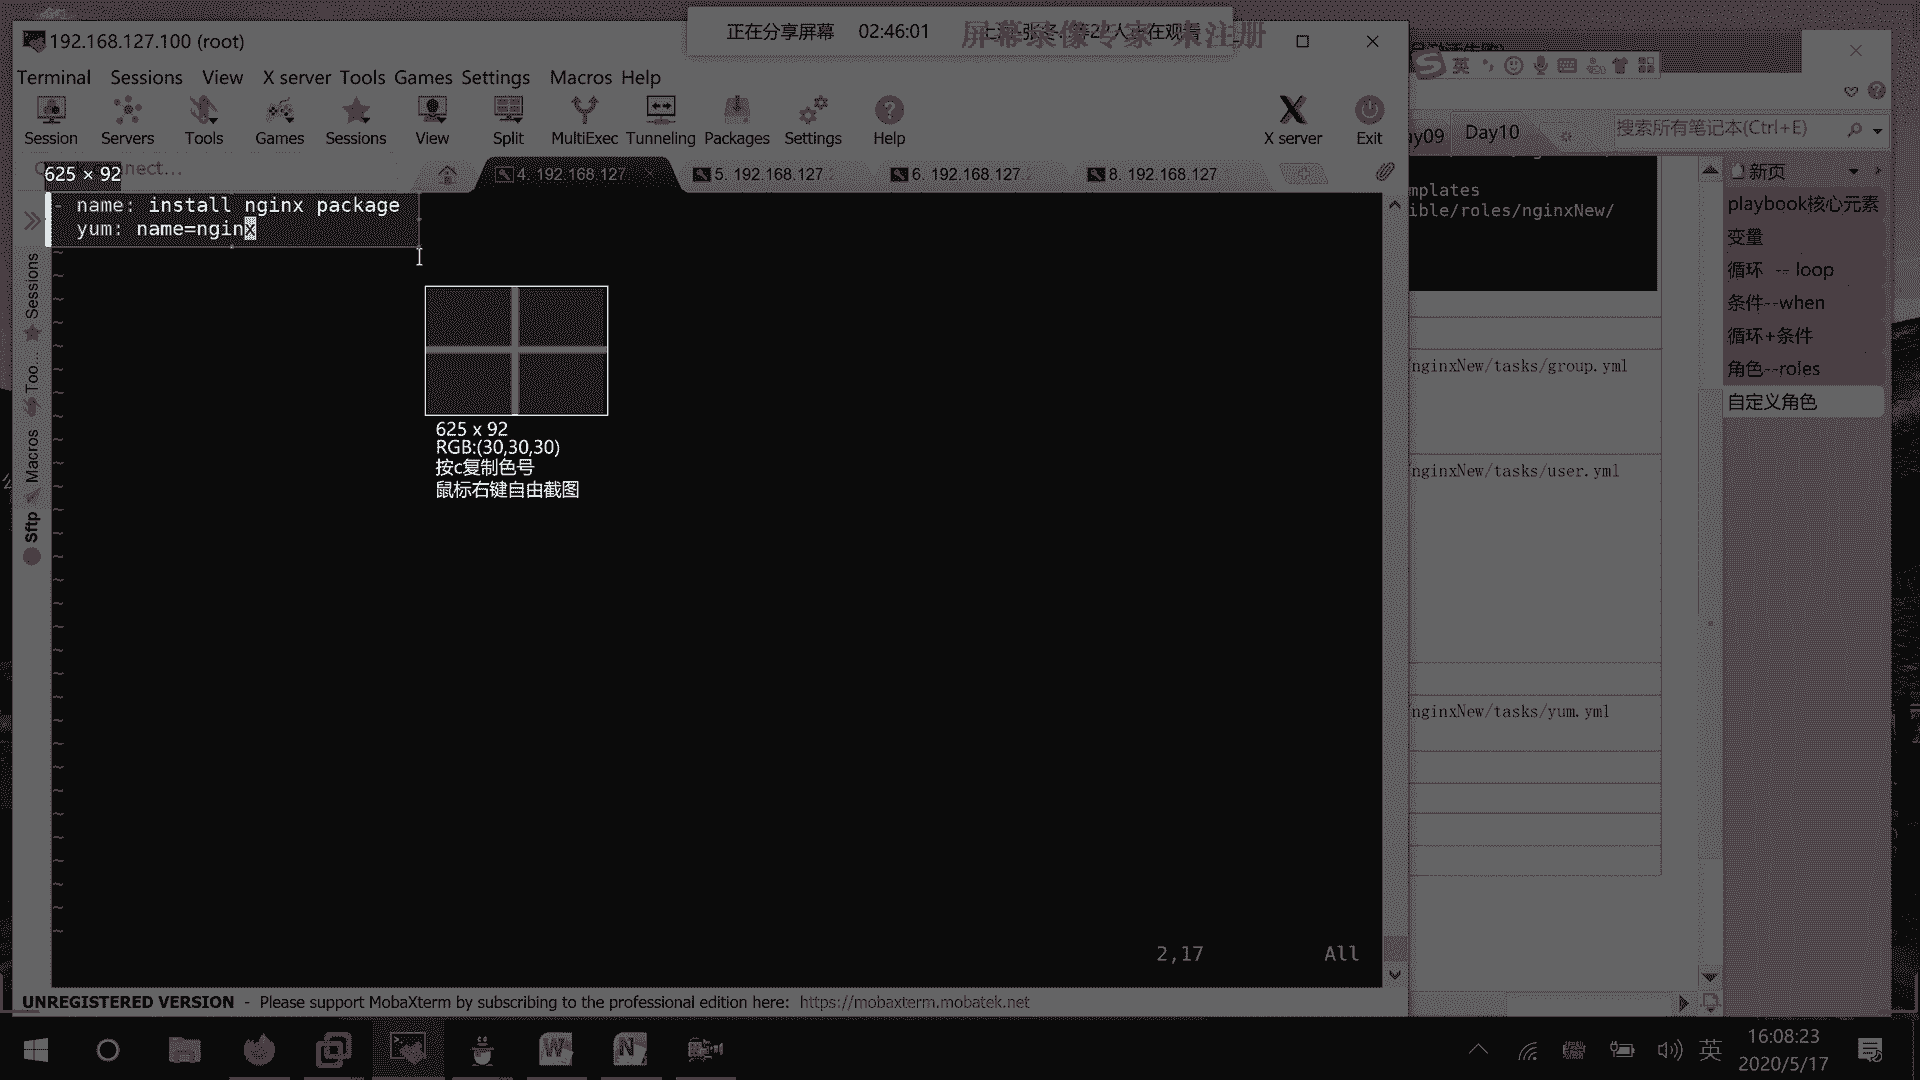 正在分享屏幕 02:46:01
屏幕录像专家 未注册
192.168.127.100 (root)
Terminal Sessions View X server Tools Games Settings Macros Help
Session Servers Tools Games Sessions View Split MultiExec Tunneling Packages Settings Help X server Exit
625 × 92
4. 192.168.127 5. 192.168.127. 6. 192.168.127. 8. 192.168.127
- name: install nginx package
yum: name=nginx
Sessions
Too...
Macros
Sftp
625 x 92
RGB:(30,30,30)
按c复制色号
鼠标右键自由截图
2,17 All
UNREGISTERED VERSION - Please support MobaXterm by subscribing to the professional edition here: https://mobaxterm.mobatek.net
英
ay09 Day10
搜索所有笔记本(Ctrl+E)
mplates
ible/roles/nginxNew/
nginxNew/tasks/group.yml
nginxNew/tasks/user.yml
nginxNew/tasks/yum.yml
新页
playbook核心元素
变量
循环 -- loop
条件--when
循环+条件
角色--roles
自定义角色
英
16:08:23
2020/5/17